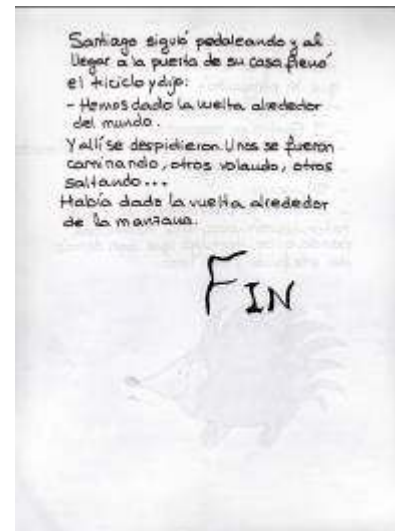 Santiago siguió pedaleando y al
llegar a la puerta de su casa frenó
el triciclo y dijo:
- Hemos dado la vuelta alrededor
del mundo.
Y allí se despidieron. Unos se fueron
caminando, otros volando, otros
saltando...
Había dado la vuelta alrededor
de la manzana.
FIN